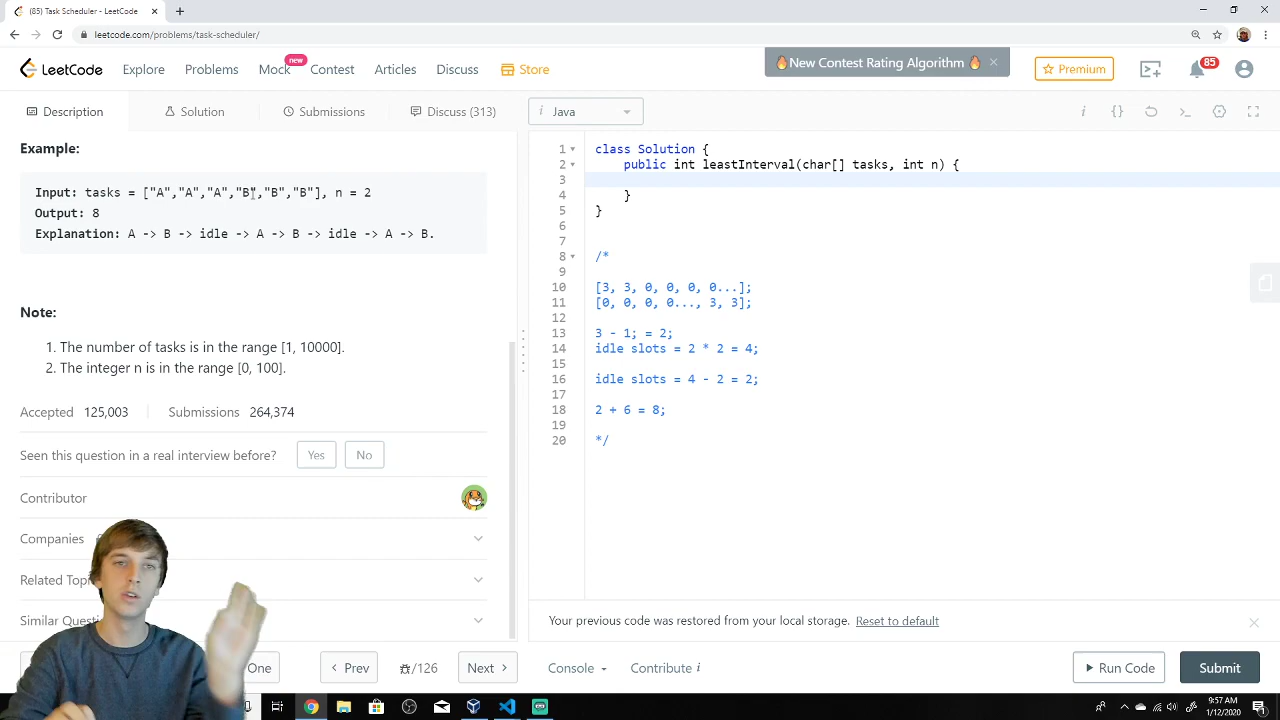 (85) Task Scheduler - LeetCode
leetcode.com/problems/task-scheduler/
LeetCode Explore Problems Mock new Contest Articles Discuss Store
🔥New Contest Rating Algorithm 🔥 ×
Premium 85
Description Solution Submissions Discuss (313)
Example:
Input: tasks = ["A","A","A","B","B","B"], n = 2
Output: 8
Explanation: A -> B -> idle -> A -> B -> idle -> A -> B.
Note:
1. The number of tasks is in the range [1, 10000].
2. The integer n is in the range [0, 100].
Accepted 125,003 Submissions 264,374
Seen this question in a real interview before? Yes No
Contributor
Companies
Related
Similar
One
Prev
/126
Next
i Java
1 class Solution {
2 public int leastInterval(char[] tasks, int n) {
3
4 }
5 }
6
7
8 /*
9
10 [3, 3, 0, 0, 0, 0...];
11 [0, 0, 0, 0..., 3, 3];
12
13 3 - 1; = 2;
14 idle slots = 2 * 2 = 4;
15
16 idle slots = 4 - 2 = 2;
17
18 2 + 6 = 8;
19
20 */
Your previous code was restored from your local storage. Reset to default
Console Contribute i
Run Code Submit
9:57 AM
1/12/2020